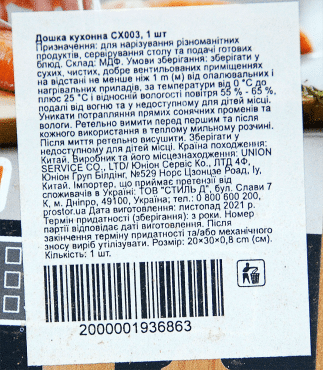 Дошка кухонна CX003, 1 шт
Призначення: для нарізування різноманітних
продуктів, сервірування столу та подачі готових
блюд. Склад: МДФ. Умови зберігання: зберігати у
сухих, чистих, добре вентильованих приміщеннях
на відстані не менше ніж 1 m (м) від опалювальних і
нагрівальних приладів, за температури від 0 °С до
плюс 25 °С і відносній вологості повітря 55 % - 65 %,
подалі від вогню та у недоступному для дітей місці.
Уникати потрапляння прямих сонячних променів та
вологи. Ретельно вимити перед першим та після
кожного використання в теплому мильному розчині.
Після миття ретельно висушити. Зберігати у
недоступному для дітей місці. Країна походження:
Китай. Виробник та його місцезнаходження: UNION
SERVICE CO., LTD/ Юніон Сервіс Ко., ЛТД 4Ф,
Юніон Груп Білдінг, №529 Норс Цзонцзе Роад, Іу,
Китай. Імпортер, що приймає претензії від
споживачів в Україні: ТОВ "СТИЛЬ Д", бул. Слави 7
К, м. Дніпро, 49100, Україна; тел.: 0 800 600 200,
prostor.ua Дата виготовлення: листопад 2021 р.
Термін придатності (зберігання): 3 роки. Номер
партії відповідає даті виготовлення. Після
закінчення терміну придатності та/або механічного
зносу виріб утилізувати. Розмір: 20×30×0,8 cm (см).
Кількість: 1 шт.
2000001936863